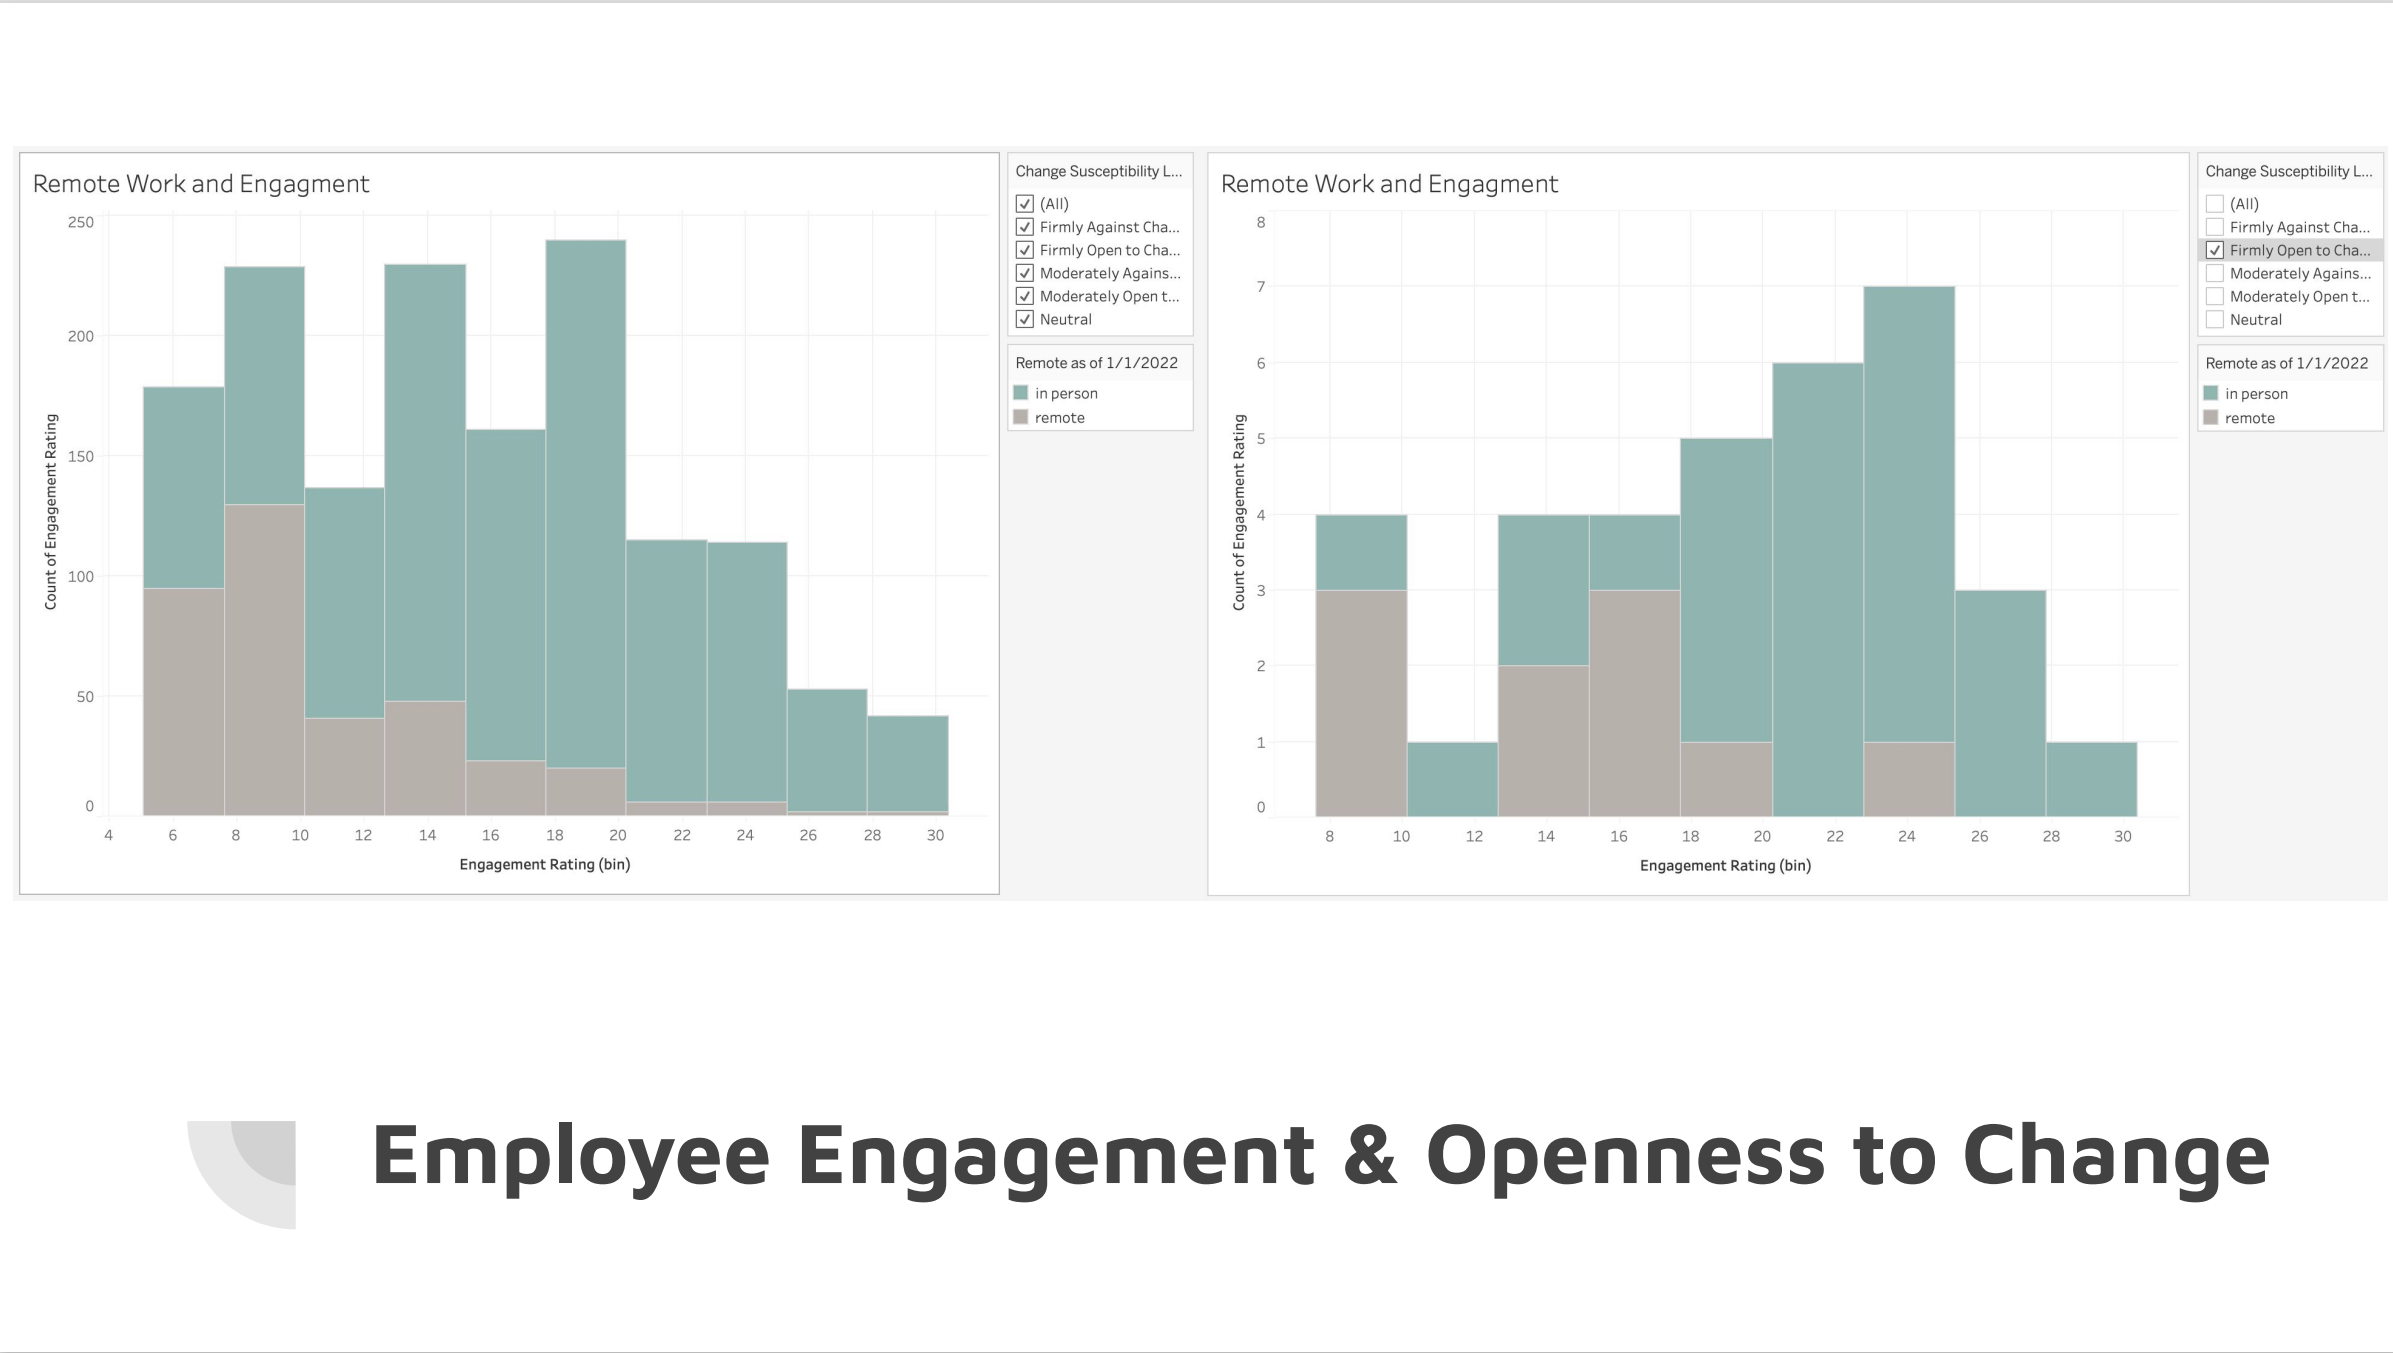 Remote Work and Engagment
250
200
150
100
50
0
Count of Engagement Rating
4 6 8 10 12 14 16 18 20 22 24 26 28 30
Engagement Rating (bin)
Change Susceptibility L...
(All)
Firmly Against Cha...
Firmly Open to Cha...
Moderately Agains...
Moderately Open t...
Neutral
Remote as of 1/1/2022
in person
remote
Remote Work and Engagment
8
7
6
5
4
3
2
1
0
Count of Engagement Rating
8 10 12 14 16 18 20 22 24 26 28 30
Engagement Rating (bin)
Change Susceptibility L...
(All)
Firmly Against Cha...
Firmly Open to Cha...
Moderately Agains...
Moderately Open t...
Neutral
Remote as of 1/1/2022
in person
remote
Employee Engagement & Openness to Change